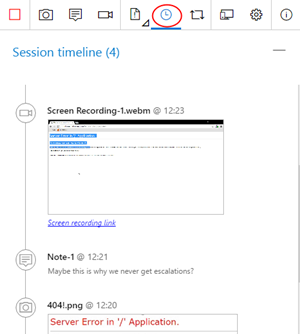 Session timeline (4)
Screen Recording-1.webm @ 12:23
Screen recording link
Note-1 @ 12:21
Maybe this is why we never get escalations?
404!.png @ 12:20
Server Error in '/' Application.